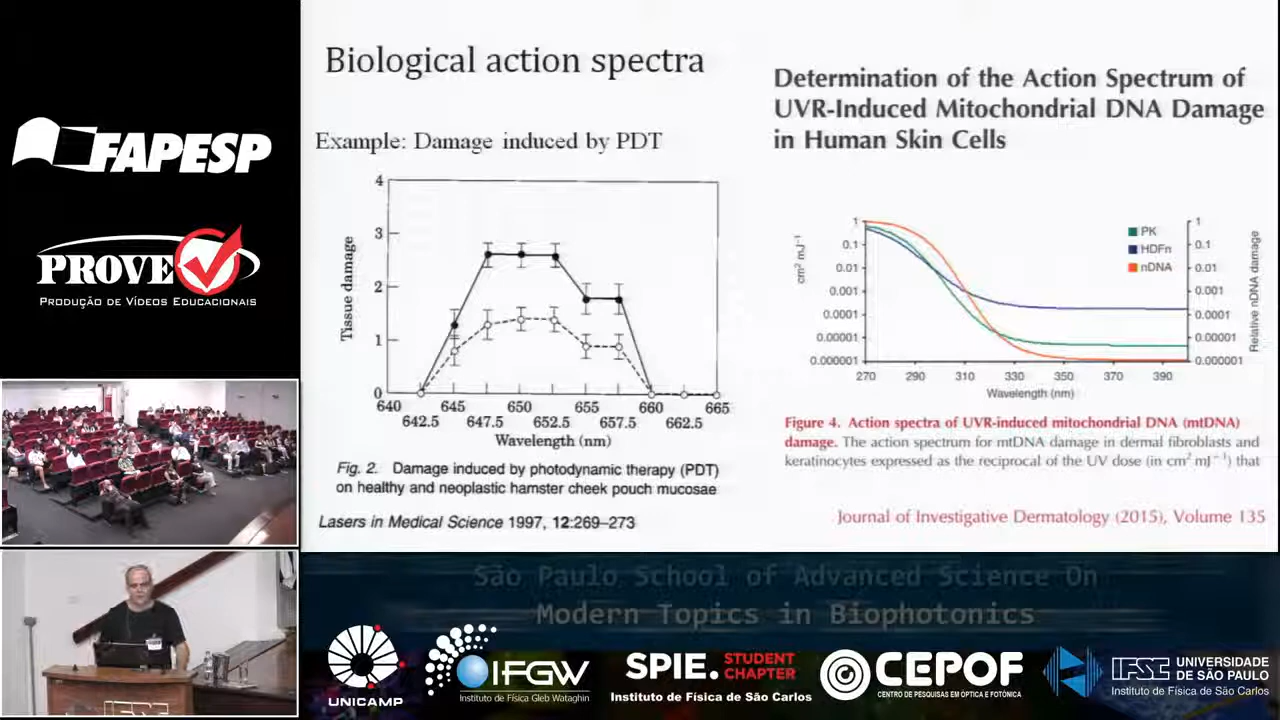 FAPESP
PROVE
PRODUÇÃO DE VÍDEOS EDUCACIONAIS
Biological action spectra
Example: Damage induced by PDT
4
3
2
1
0
Tissue damage
640 645 650 655 660 665
642.5 647.5 652.5 657.5 662.5
Wavelength (nm)
Fig. 2. Damage induced by photodynamic therapy (PDT)
on healthy and neoplastic hamster cheek pouch mucosae
Lasers in Medical Science 1997, 12:269–273
Determination of the Action Spectrum of
UVR-Induced Mitochondrial DNA Damage
in Human Skin Cells
1
0.1
0.01
0.001
0.0001
0.00001
0.000001
cm² mJ⁻¹
PK
HDFn
nDNA
1
0.1
0.01
0.001
0.0001
0.00001
0.000001
Relative nDNA damage
270 290 310 330 350 370 390
Wavelength (nm)
Figure 4. Action spectra of UVR-induced mitochondrial DNA (mtDNA)
damage. The action spectrum for mtDNA damage in dermal fibroblasts and
keratinocytes expressed as the reciprocal of the UV dose (in cm² mJ⁻¹) that
Journal of Investigative Dermatology (2015), Volume 135
São Paulo School of Advanced Science On
Modern Topics in Biophotonics
UNICAMP
IFGW
Instituto de Física Gleb Wataghin
SPIE. STUDENT CHAPTER
Instituto de Física de São Carlos
CEPOF
CENTRO DE PESQUISAS EM ÓPTICA E FOTÔNICA
IFSC UNIVERSIDADE DE SÃO PAULO
Instituto de Física de São Carlos